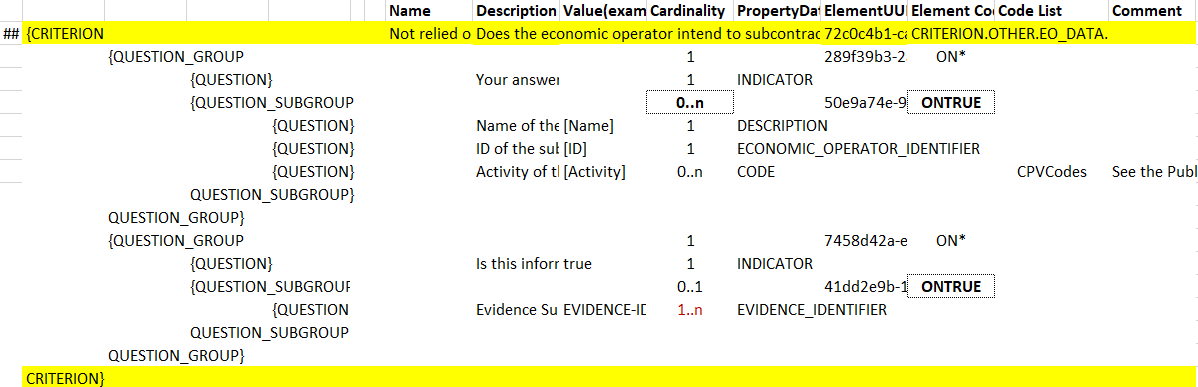 Name Description Value(exam Cardinality PropertyDat ElementUUI Element Cod Code List Comment
## {CRITERION Not relied o Does the economic operator intend to subcontrac 72c0c4b1-ca CRITERION.OTHER.EO_DATA.
{QUESTION_GROUP 1 289f39b3-2 ON*
{QUESTION} Your answer 1 INDICATOR
{QUESTION_SUBGROUP 0..n 50e9a74e-9 ONTRUE
{QUESTION} Name of the [Name] 1 DESCRIPTION
{QUESTION} ID of the sul [ID] 1 ECONOMIC_OPERATOR_IDENTIFIER
{QUESTION} Activity of tl [Activity] 0..n CODE CPVCodes See the Publ
QUESTION_SUBGROUP}
QUESTION_GROUP}
{QUESTION_GROUP 1 7458d42a-e ON*
{QUESTION} Is this inforr true 1 INDICATOR
{QUESTION_SUBGROUP 0..1 41dd2e9b-1 ONTRUE
{QUESTION Evidence Su EVIDENCE-ID 1..n EVIDENCE_IDENTIFIER
QUESTION_SUBGROUP
QUESTION_GROUP}
CRITERION}